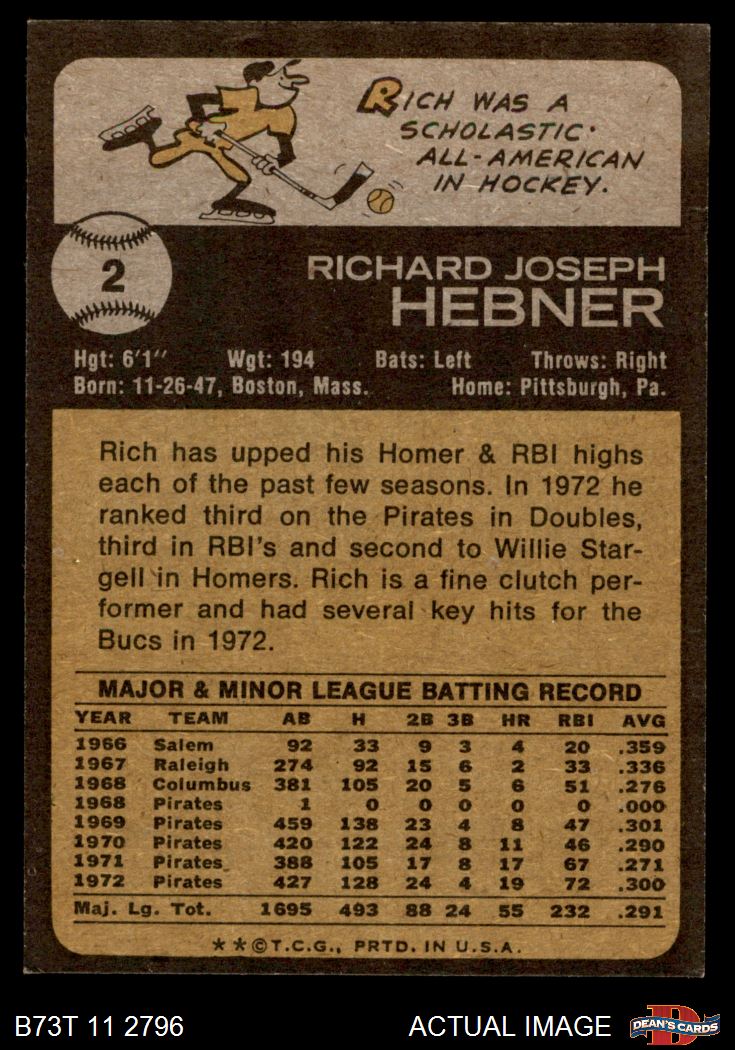 RICH WAS A
SCHOLASTIC
ALL-AMERICAN
IN HOCKEY.
2
RICHARD JOSEPH
HEBNER
Hgt: 6'1" Wgt: 194 Bats: Left Throws: Right
Born: 11-26-47, Boston, Mass. Home: Pittsburgh, Pa.
Rich has upped his Homer & RBI highs
each of the past few seasons. In 1972 he
ranked third on the Pirates in Doubles,
third in RBI's and second to Willie Star-
gell in Homers. Rich is a fine clutch per-
former and had several key hits for the
Bucs in 1972.
MAJOR & MINOR LEAGUE BATTING RECORD
YEAR TEAM AB H 2B 3B HR RBI AVG
1966 Salem 92 33 9 3 4 20 .359
1967 Raleigh 274 92 15 6 2 33 .336
1968 Columbus 381 105 20 5 6 51 .276
1968 Pirates 1 0 0 0 0 0 .000
1969 Pirates 459 138 23 4 8 47 .301
1970 Pirates 420 122 24 8 11 46 .290
1971 Pirates 388 105 17 8 17 67 .271
1972 Pirates 427 128 24 4 19 72 .300
Maj. Lg. Tot. 1695 493 88 24 55 232 .291
**©T.C.G., PRTD. IN U.S.A.
B73T 11 2796 ACTUAL IMAGE D DEAN'S CARDS